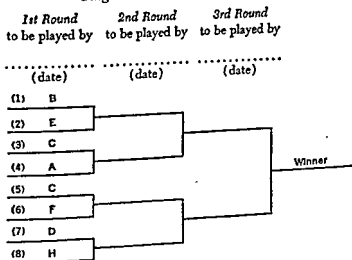 1st Round 2nd Round 3rd Round
to be played by to be played by to be played by
.................. .................. ..................
(date) (date) (date)
(1) B
(2) E
(3) C
(4) A
(5) C
(6) F
(7) D
(8) H
Winner